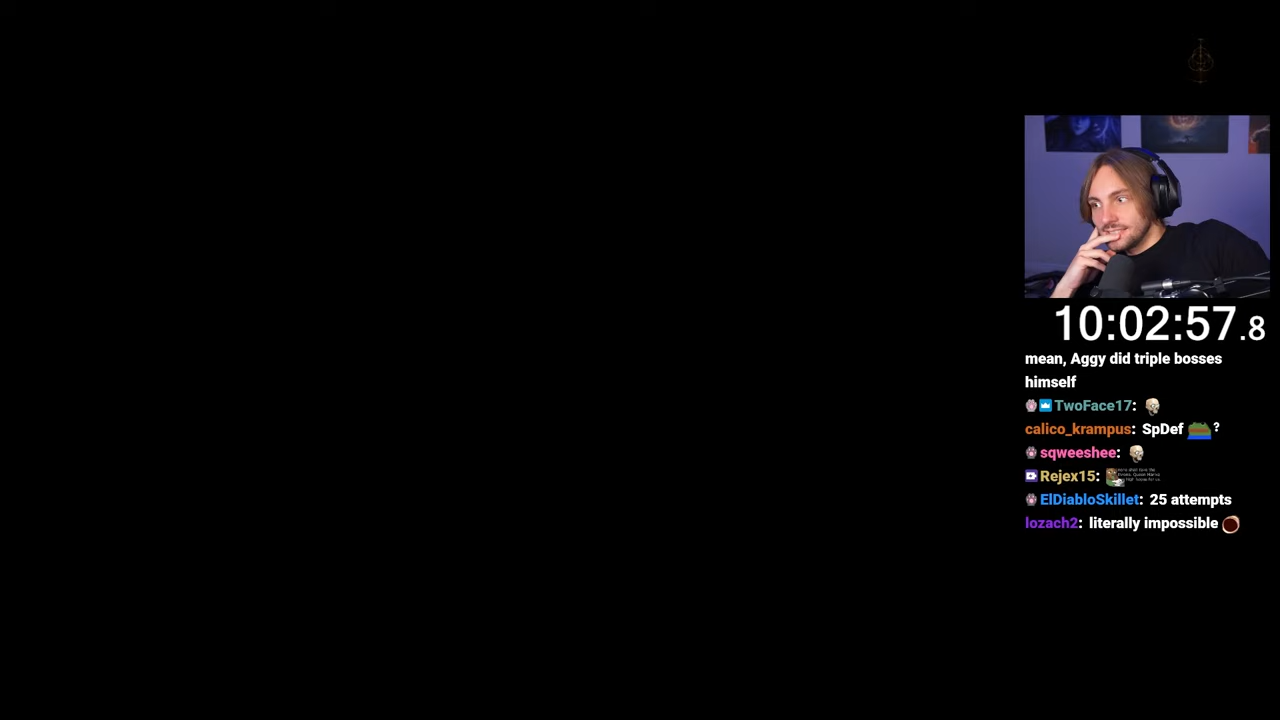 10:02:57.8
mean, Aggy did triple bosses
himself
TwoFace17:
calico_krampus: SpDef ?
sqweeshee:
Rejex15:
ElDiabloSkillet: 25 attempts
lozach2: literally impossible